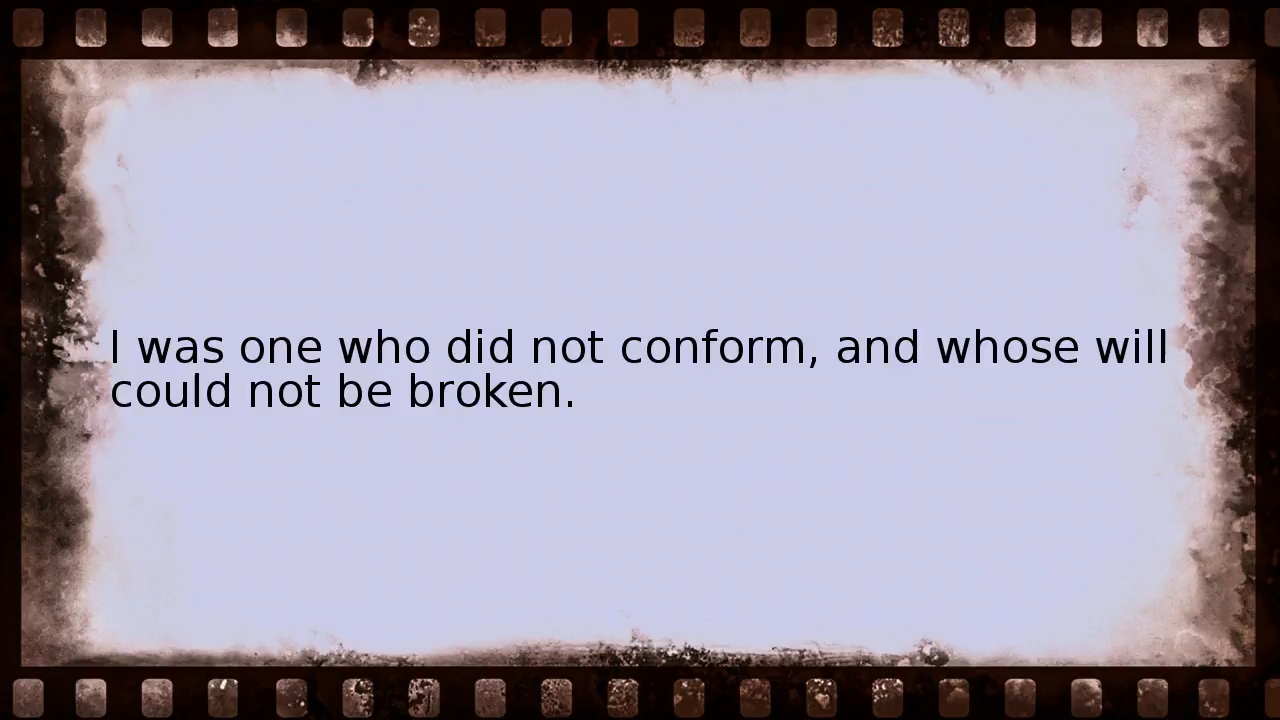 I was one who did not conform, and whose will
could not be broken.